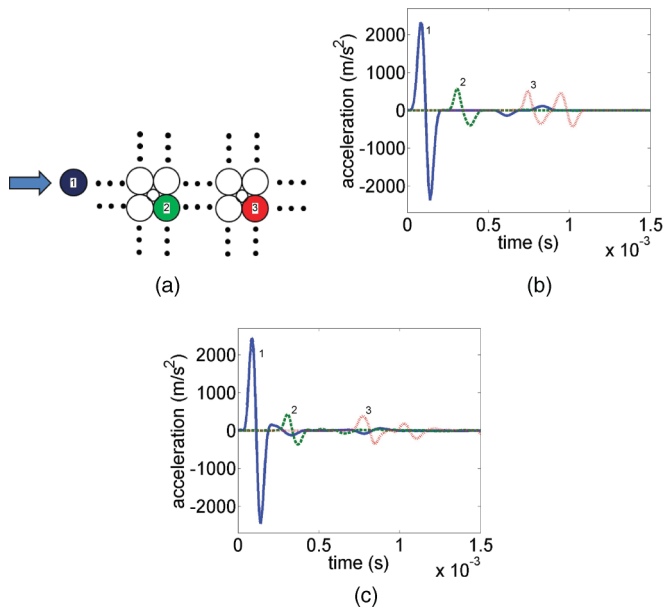 1
2
3
(a)
acceleration (m/s²)
2000
1000
0
-1000
-2000
1
2
3
0 0.5 1 1.5
time (s)
x 10⁻³
(b)
acceleration (m/s²)
2000
1000
0
-1000
-2000
1
2
3
0 0.5 1 1.5
time (s)
x 10⁻³
(c)